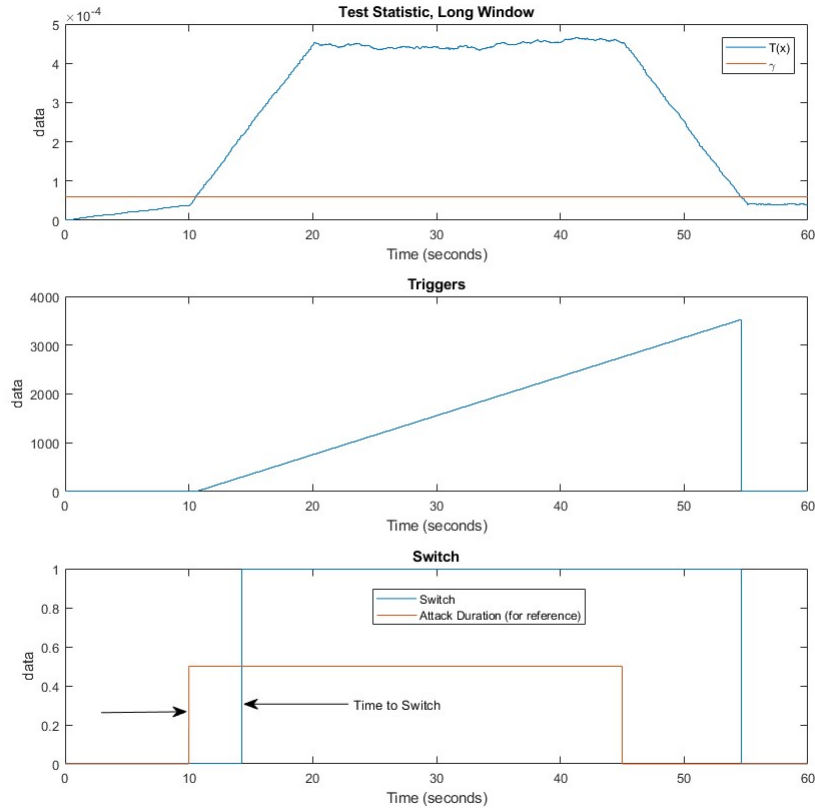 Test Statistic, Long Window
×10⁻⁴
5
4
3
2
1
0
data
T(x)
γ
0 10 20 30 40 50 60
Time (seconds)
Triggers
4000
3000
2000
1000
0
data
0 10 20 30 40 50 60
Time (seconds)
Switch
1
0.8
0.6
0.4
0.2
0
data
Switch
Attack Duration (for reference)
Time to Switch
0 10 20 30 40 50 60
Time (seconds)